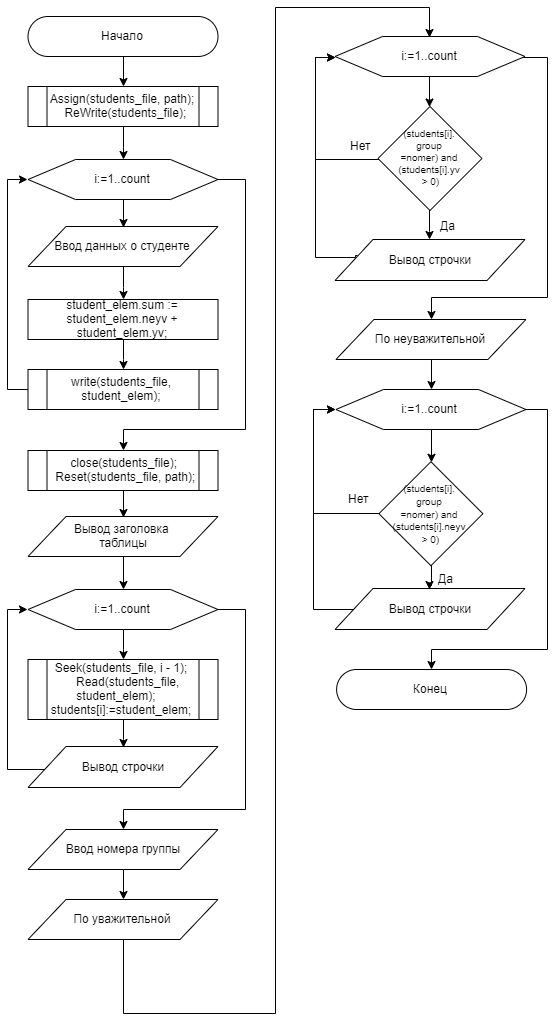 Начало
Assign(students_file, path);
ReWrite(students_file);
i:=1..count
Ввод данных о студенте
student_elem.sum :=
student_elem.neyv +
student_elem.yv;
write(students_file,
student_elem);
close(students_file);
Reset(students_file, path);
Вывод заголовка
таблицы
i:=1..count
Seek(students_file, i - 1);
Read(students_file,
student_elem);
students[i]:=student_elem;
Вывод строчки
Ввод номера группы
По уважительной
i:=1..count
Нет
(students[i].
group
=nomer) and
(students[i].yv
> 0)
Да
Вывод строчки
По неуважительной
i:=1..count
Нет
(students[i].
group
=nomer) and
(students[i].neyv
> 0)
Да
Вывод строчки
Конец